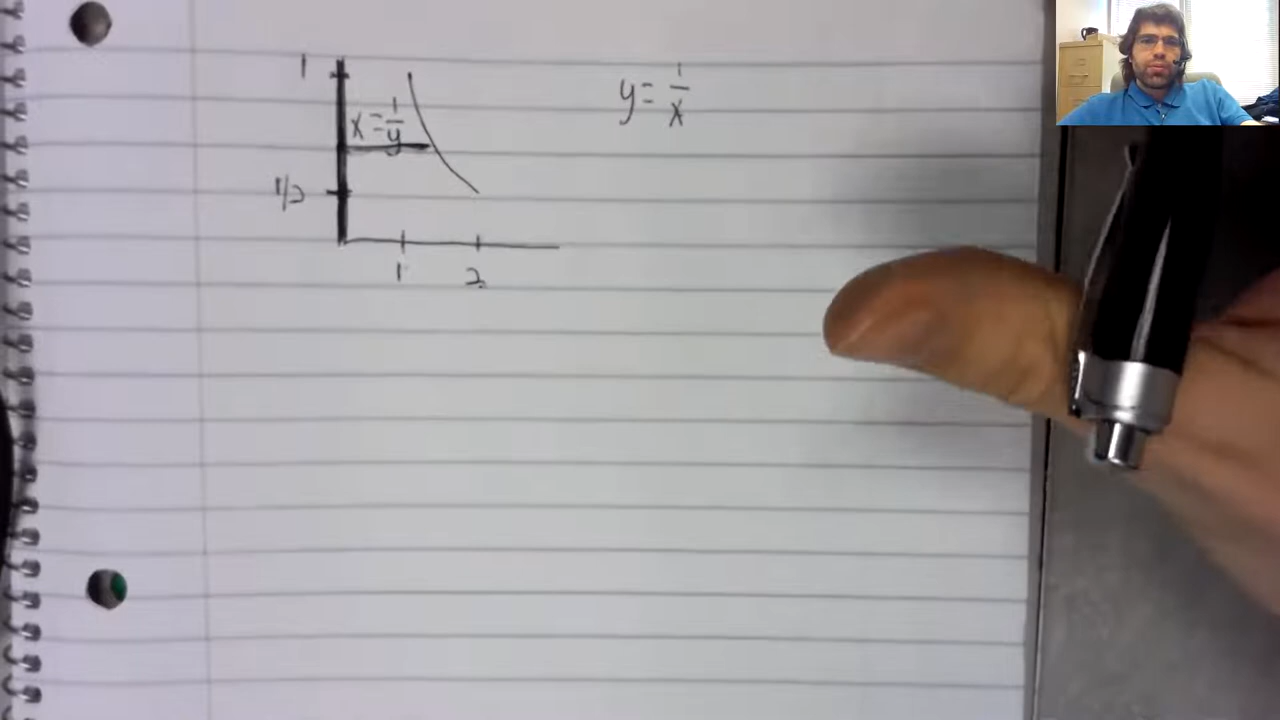 1
x = 1/y
1/2
1
2
y = 1/x